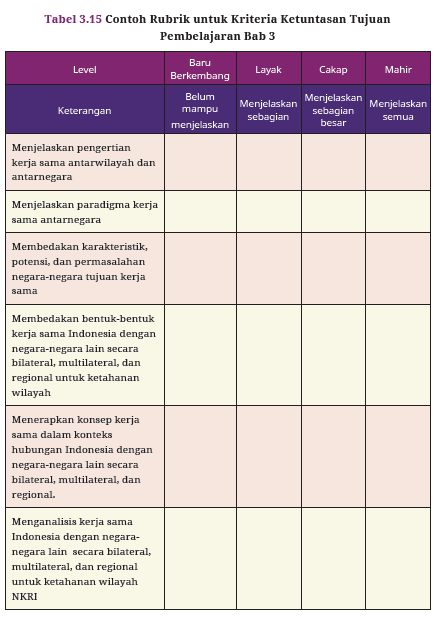 Tabel 3.15 Contoh Rubrik untuk Kriteria Ketuntasan Tujuan
Pembelajaran Bab 3
Level
Baru
Berkembang
Layak
Cakap
Mahir
Keterangan
Belum
mampu
menjelaskan
Menjelaskan
sebagian
Menjelaskan
sebagian
besar
Menjelaskan
semua
Menjelaskan pengertian
kerja sama antarwilayah dan
antarnegara
Menjelaskan paradigma kerja
sama antarnegara
Membedakan karakteristik,
potensi, dan permasalahan
negara-negara tujuan kerja
sama
Membedakan bentuk-bentuk
kerja sama Indonesia dengan
negara-negara lain secara
bilateral, multilateral, dan
regional untuk ketahanan
wilayah
Menerapkan konsep kerja
sama dalam konteks
hubungan Indonesia dengan
negara-negara lain secara
bilateral, multilateral, dan
regional.
Menganalisis kerja sama
Indonesia dengan negara-
negara lain secara bilateral,
multilateral, dan regional
untuk ketahanan wilayah
NKRI